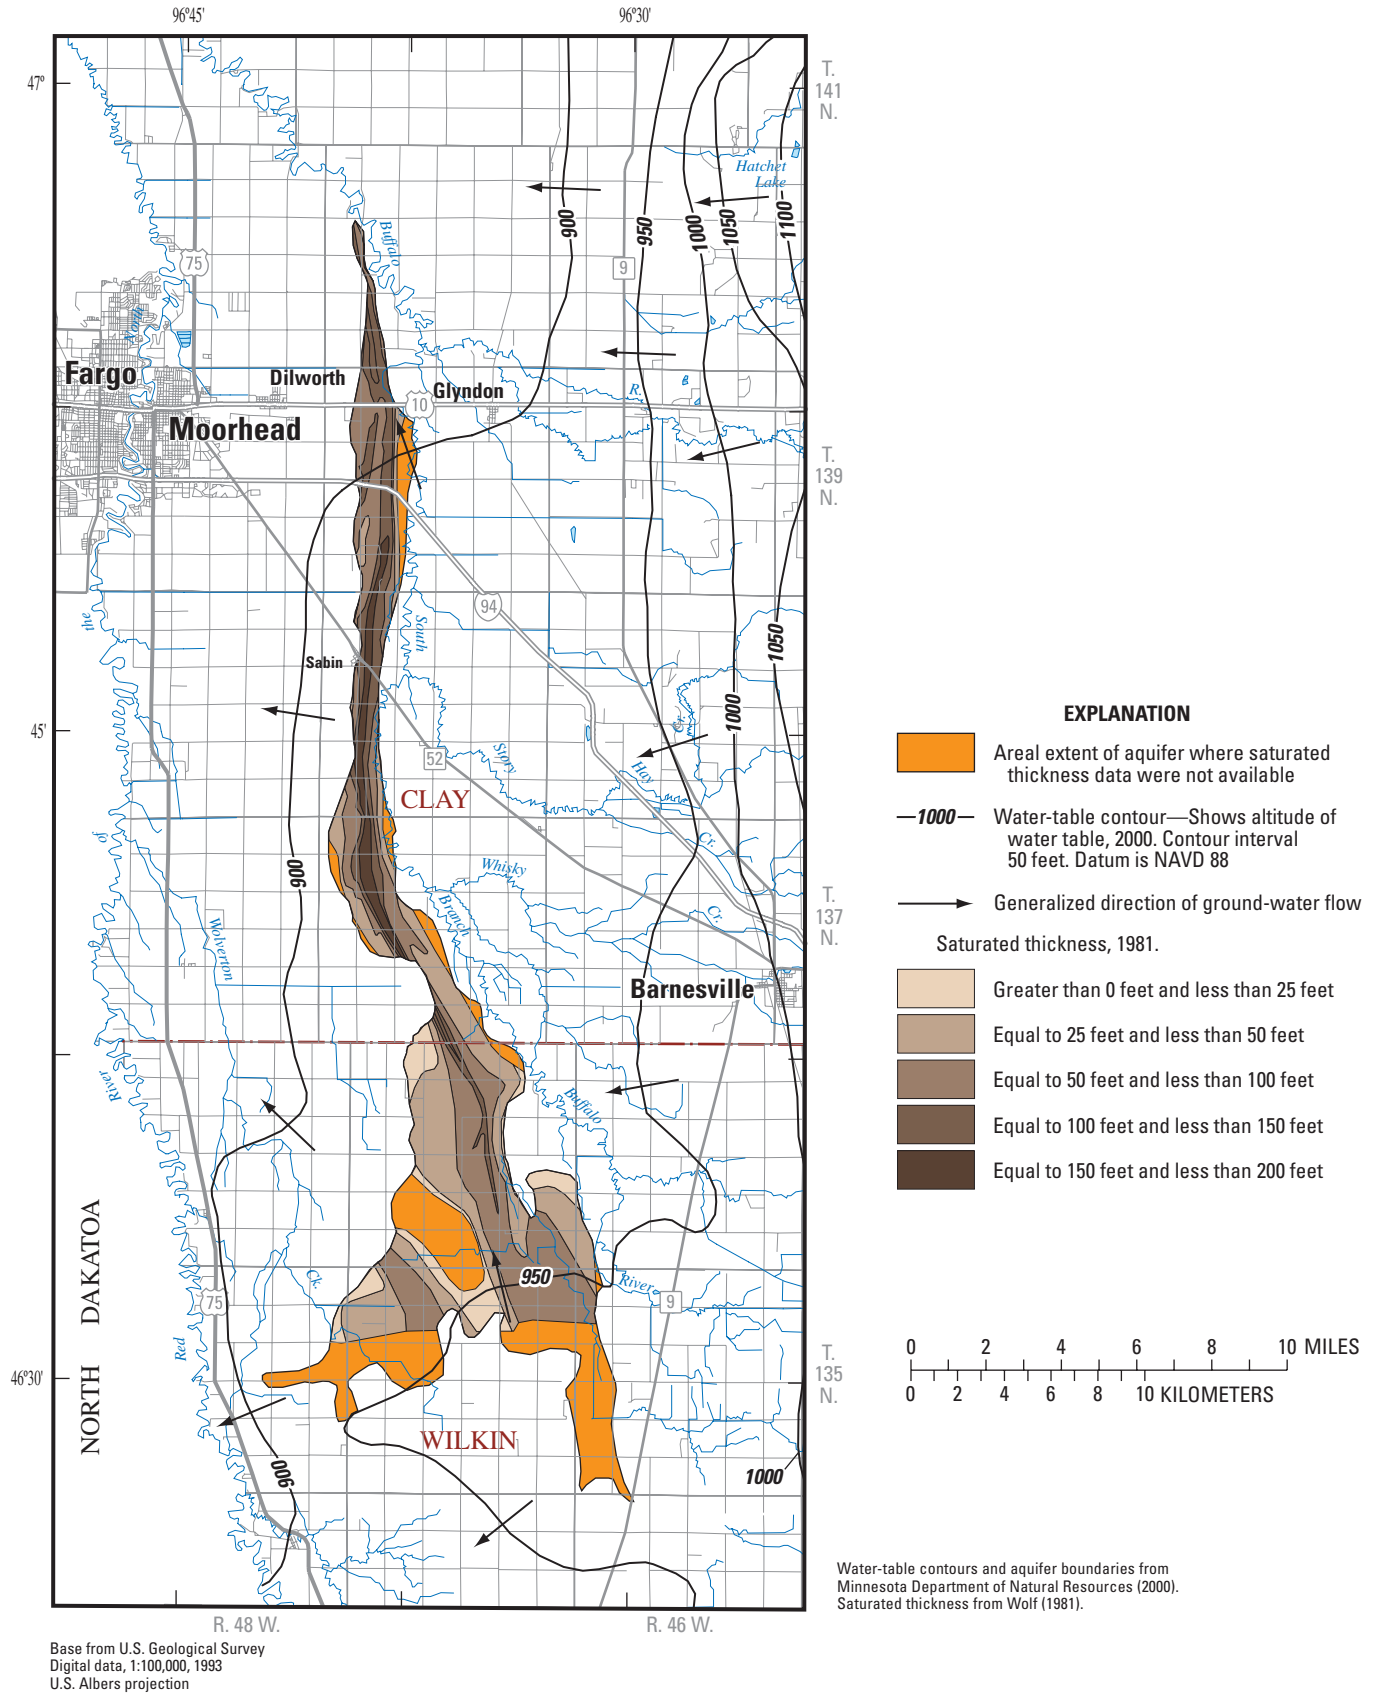 96°45'
96°30'
47°
T.
141
N.
Hatchet
Lake
900
950
1000
1050
1100
Buffalo
75
9
North
Fargo
Dilworth
Glyndon
R.
10
Moorhead
T.
139
N.
94
the
South
Sabin
1050
1000
45'
52
Story
Cr.
Hay
CLAY
Cr.
of
900
Whisky
Branch
Cr.
T.
137
N.
Wolverton
Barnesville
River
Buffalo
NORTH DAKATOA
Ck.
950
River
75
9
Red
T.
135
N.
46°30'
WILKIN
900
1000
R. 48 W.
R. 46 W.
EXPLANATION
Areal extent of aquifer where saturated
thickness data were not available
1000
Water-table contour—Shows altitude of
water table, 2000. Contour interval
50 feet. Datum is NAVD 88
Generalized direction of ground-water flow
Saturated thickness, 1981.
Greater than 0 feet and less than 25 feet
Equal to 25 feet and less than 50 feet
Equal to 50 feet and less than 100 feet
Equal to 100 feet and less than 150 feet
Equal to 150 feet and less than 200 feet
0 2 4 6 8 10 MILES
0 2 4 6 8 10 KILOMETERS
Water-table contours and aquifer boundaries from
Minnesota Department of Natural Resources (2000).
Saturated thickness from Wolf (1981).
Base from U.S. Geological Survey
Digital data, 1:100,000, 1993
U.S. Albers projection